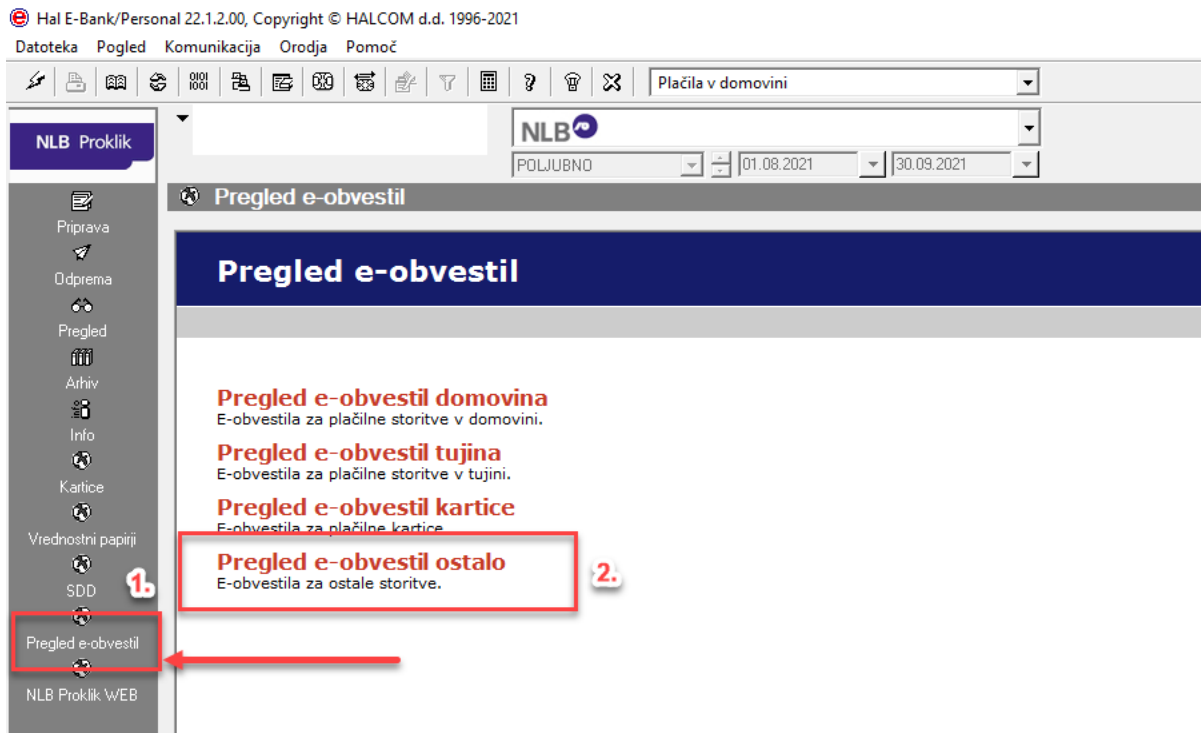 Hal E-Bank/Personal 22.1.2.00, Copyright © HALCOM d.d. 1996-2021
Datoteka Pogled Komunikacija Orodja Pomoč
Plačila v domovini
NLB Proklik
NLB
POLJUBNO 01.08.2021 30.09.2021
Pregled e-obvestil
Priprava
Odprema
Pregled
Arhiv
Info
Kartice
Vrednostni papirji
SDD
Pregled e-obvestil
NLB Proklik WEB
Pregled e-obvestil
Pregled e-obvestil domovina
E-obvestila za plačilne storitve v domovini.
Pregled e-obvestil tujina
E-obvestila za plačilne storitve v tujini.
Pregled e-obvestil kartice
E-obvestila za plačilne kartice
Pregled e-obvestil ostalo
E-obvestila za ostale storitve.
1.
2.